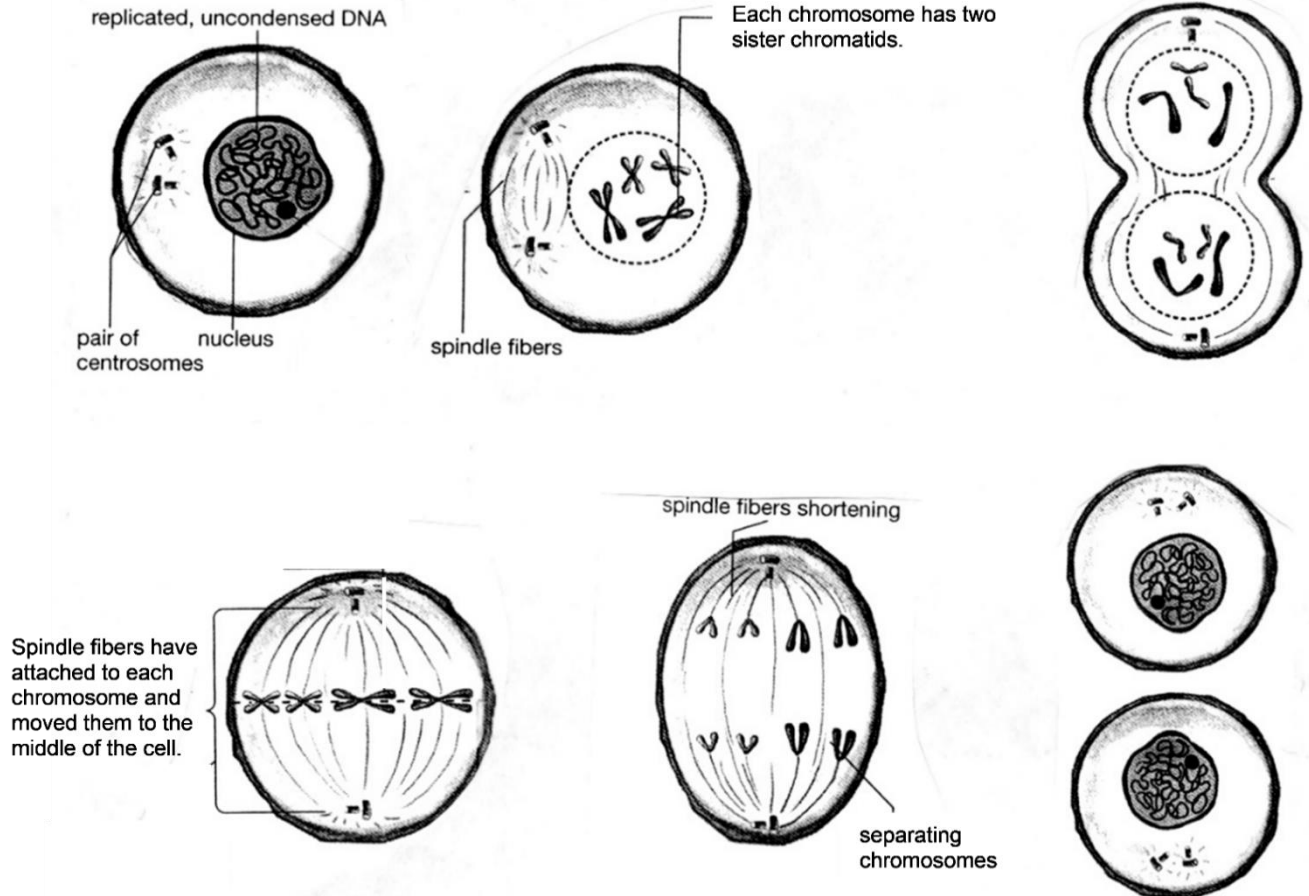 replicated, uncondensed DNA
Each chromosome has two
sister chromatids.
pair of
centrosomes
nucleus
spindle fibers
spindle fibers shortening
Spindle fibers have
attached to each
chromosome and
moved them to the
middle of the cell.
separating
chromosomes